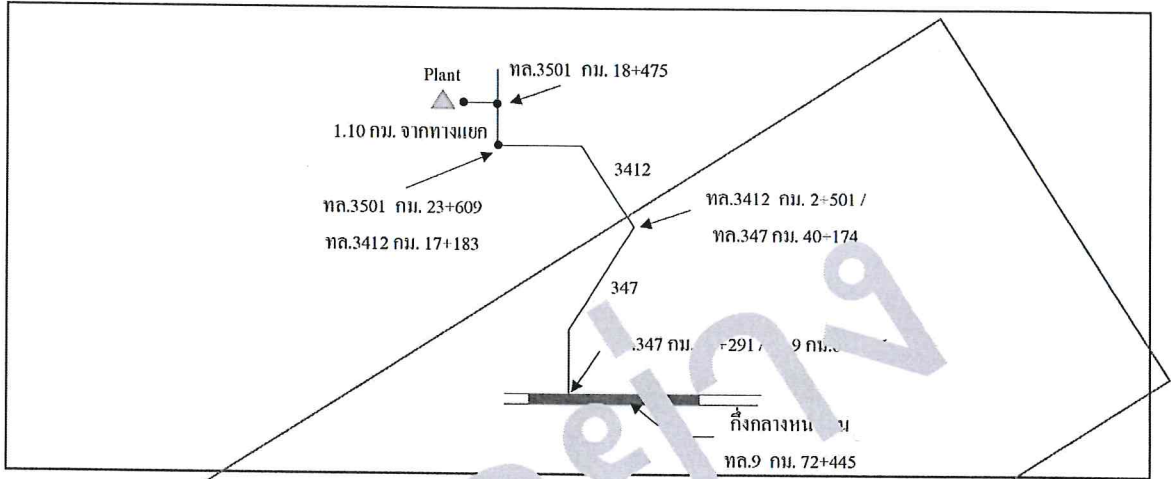 ทล.3501 กม. 18+475
Plant
1.10 กม. จากทางแยก
3412
ทล.3501 กม. 23+609
ทล.3412 กม. 17+183
ทล.3412 กม. 2+501 /
ทล.347 กม. 40+174
347
.347 กม. +291 / 9 กม.
กึ่งกลาง
ทล.9 กม. 72+445